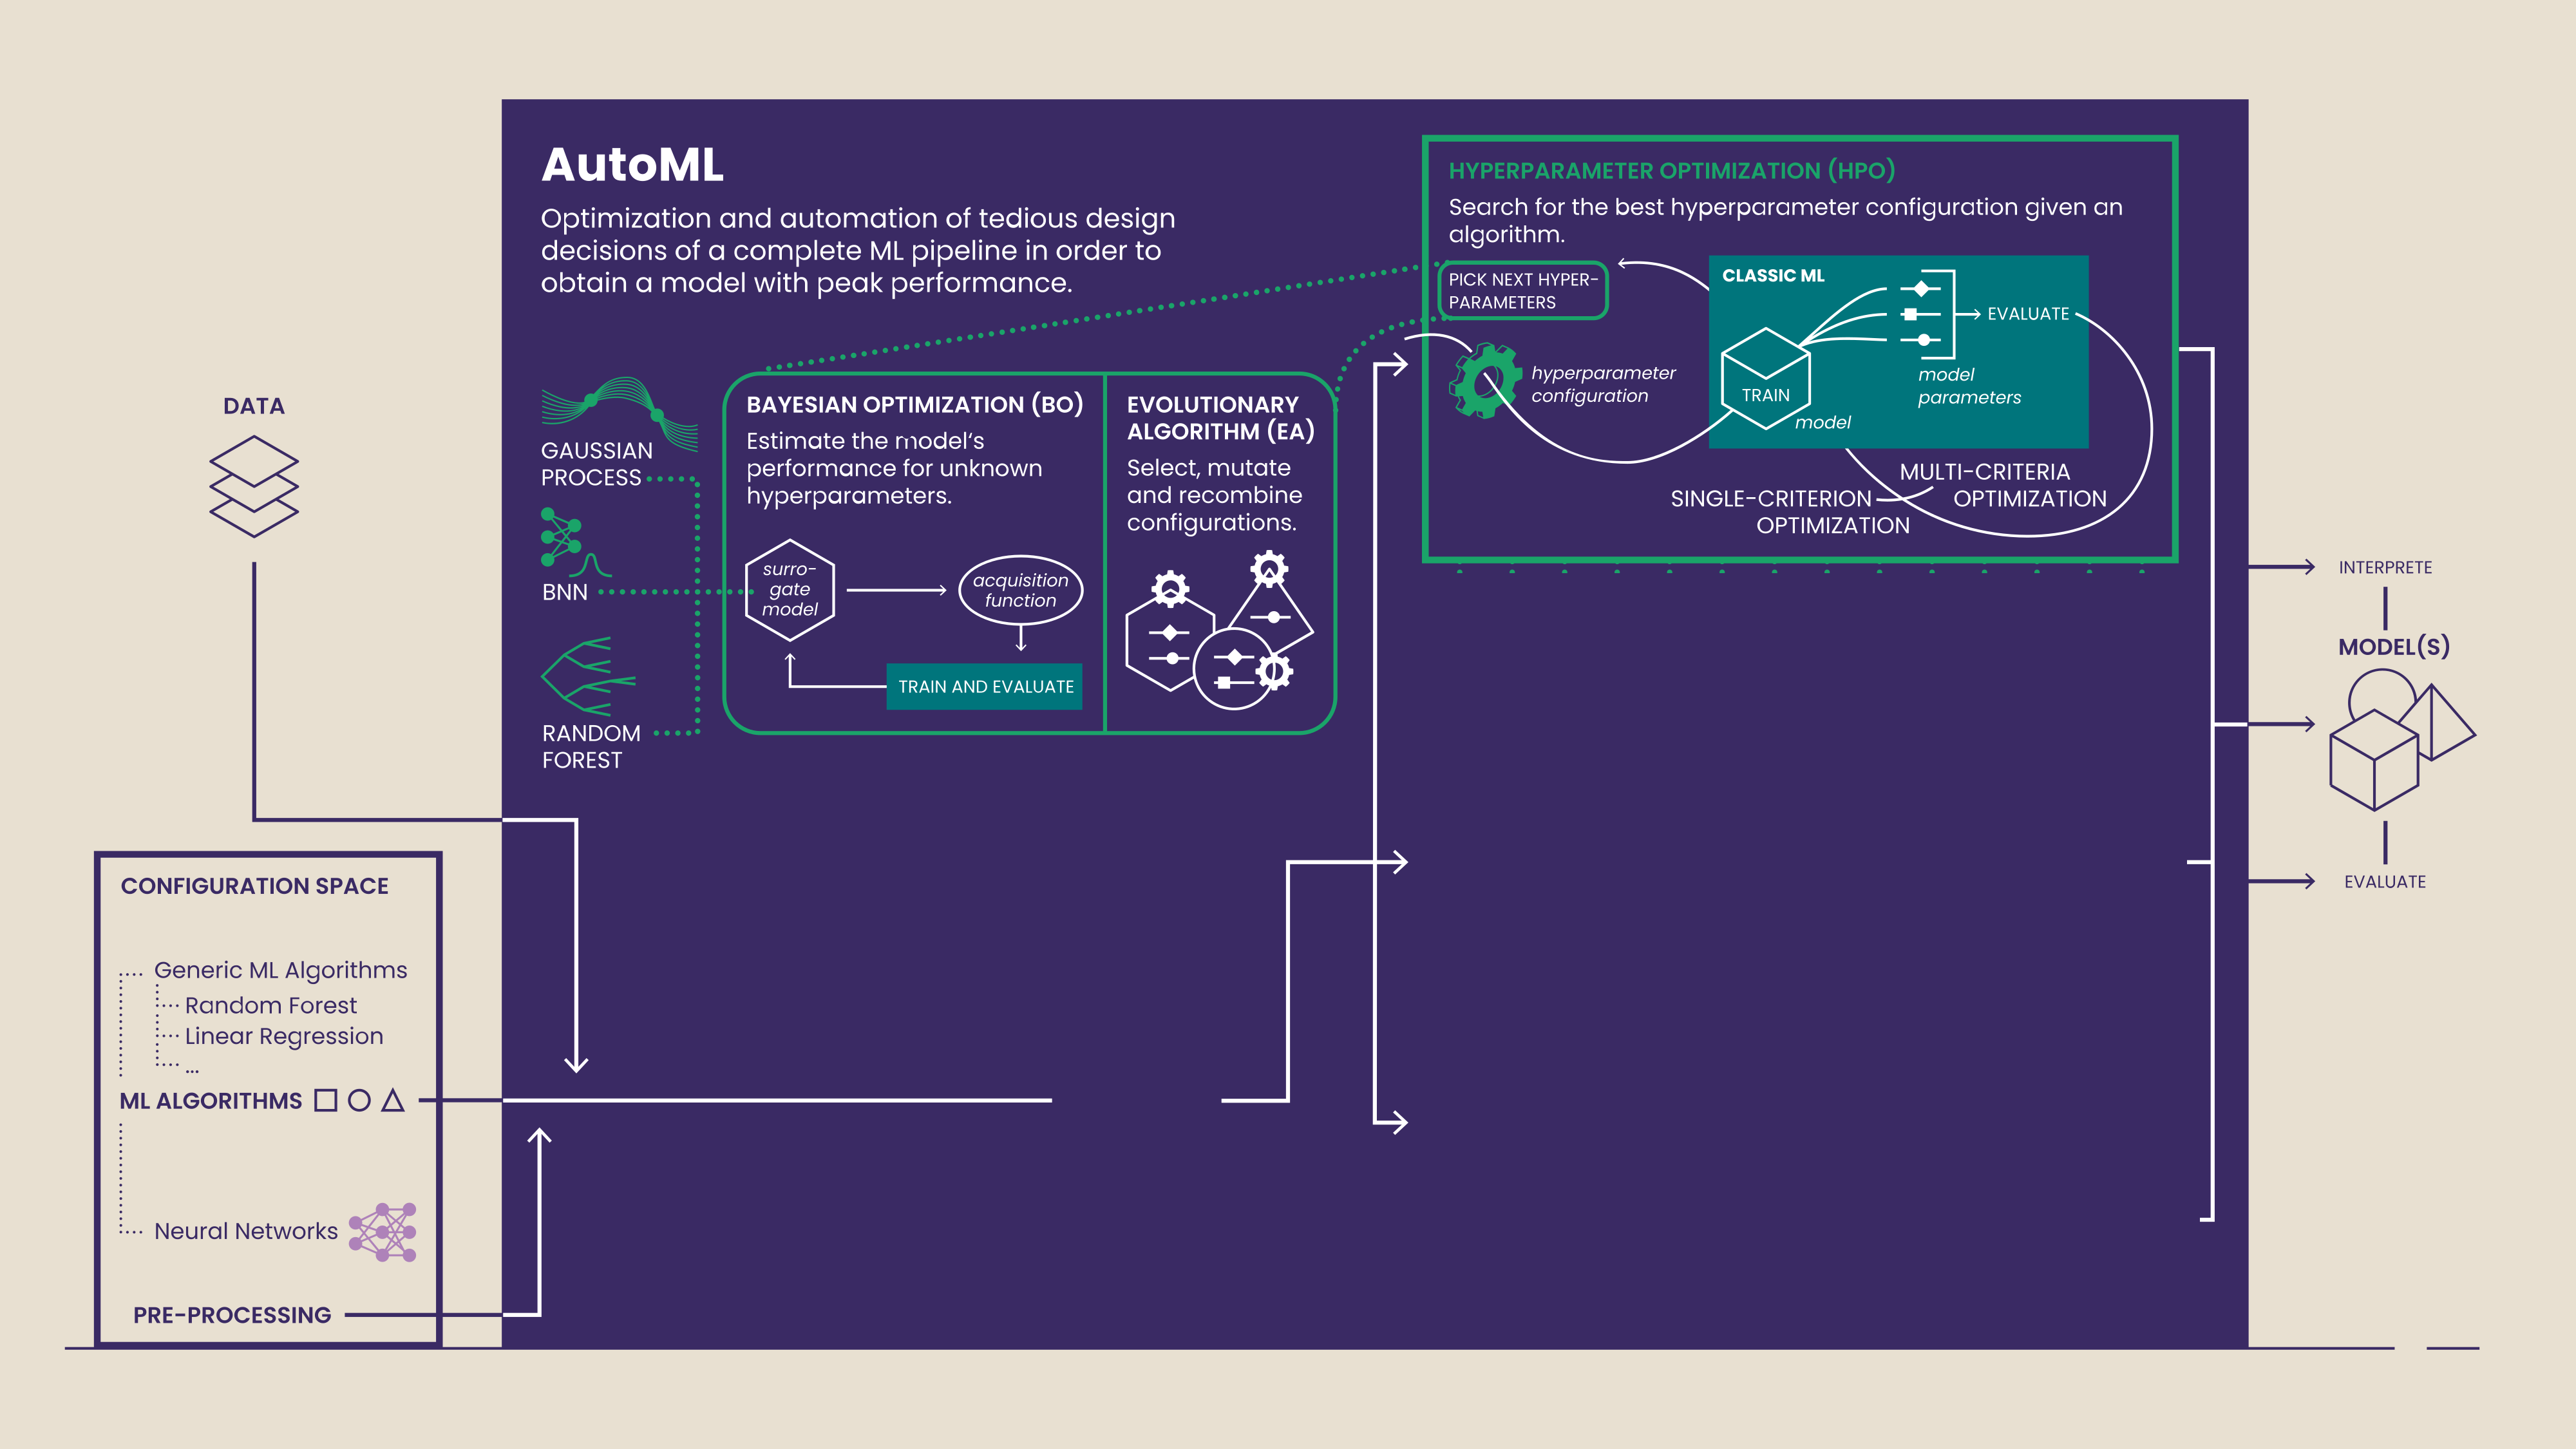 AutoML
Optimization and automation of tedious design
decisions of a complete ML pipeline in order to
obtain a model with peak performance.
HYPERPARAMETER OPTIMIZATION (HPO)
Search for the best hyperparameter configuration given an
algorithm.
PICK NEXT HYPER-
PARAMETERS
hyperparameter
configuration
CLASSIC ML
TRAIN
model
EVALUATE
model
parameters
MULTI-CRITERIA
OPTIMIZATION
SINGLE-CRITERION
OPTIMIZATION
DATA
GAUSSIAN
PROCESS
BNN
RANDOM
FOREST
BAYESIAN OPTIMIZATION (BO)
Estimate the model‘s
performance for unknown
hyperparameters.
surro-
gate
model
acquisition
function
TRAIN AND EVALUATE
EVOLUTIONARY
ALGORITHM (EA)
Select, mutate
and recombine
configurations.
INTERPRETE
MODEL(S)
EVALUATE
CONFIGURATION SPACE
Generic ML Algorithms
Random Forest
Linear Regression
...
ML ALGORITHMS
Neural Networks
PRE-PROCESSING